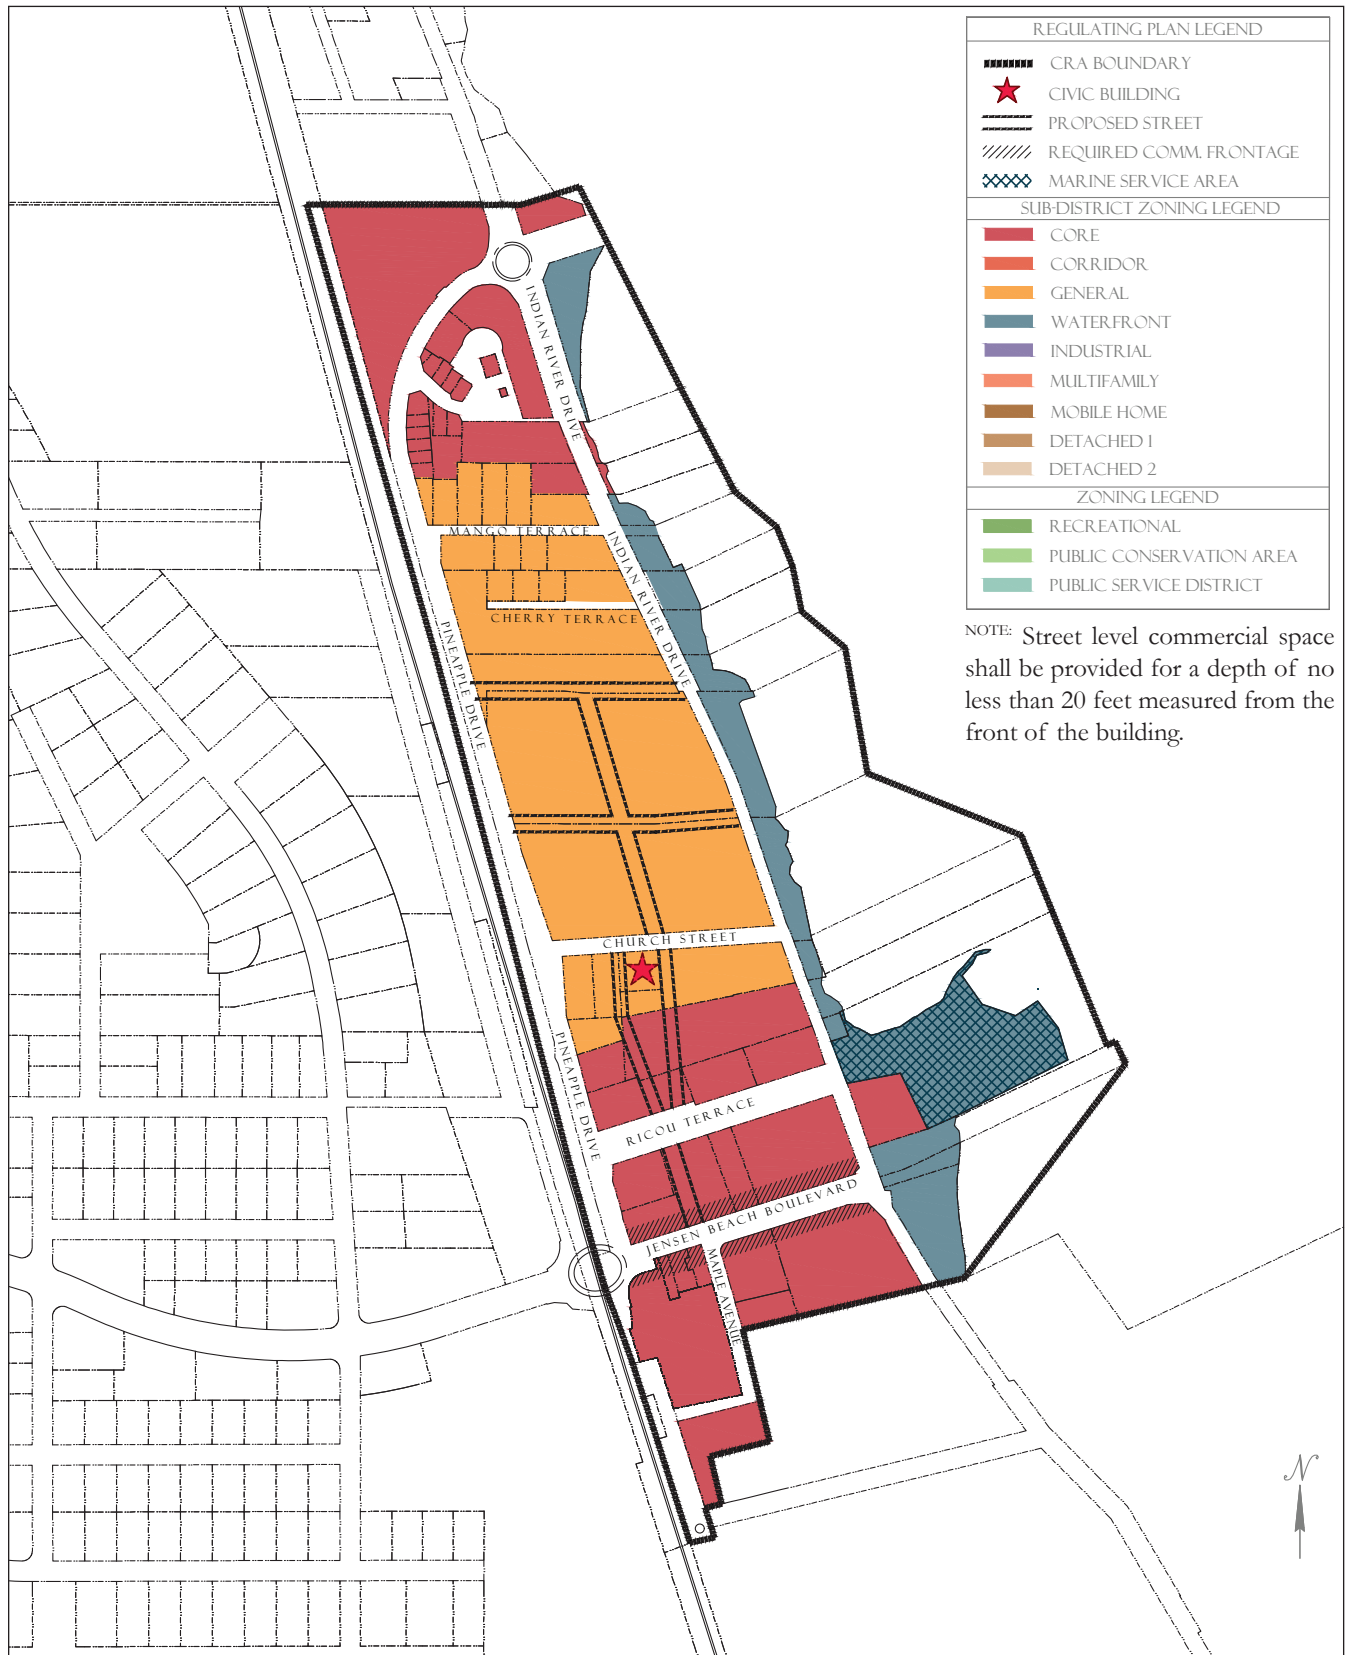 REGULATING PLAN LEGEND
CRA BOUNDARY
CIVIC BUILDING
PROPOSED STREET
REQUIRED COMM. FRONTAGE
MARINE SERVICE AREA
SUB-DISTRICT ZONING LEGEND
CORE
CORRIDOR
GENERAL
WATERFRONT
INDUSTRIAL
MULTIFAMILY
MOBILE HOME
DETACHED 1
DETACHED 2
ZONING LEGEND
RECREATIONAL
PUBLIC CONSERVATION AREA
PUBLIC SERVICE DISTRICT
NOTE: Street level commercial space
shall be provided for a depth of no
less than 20 feet measured from the
front of the building.
INDIAN RIVER DRIVE
MANGO TERRACE
INDIAN RIVER DRIVE
CHERRY TERRACE
PINEAPPLE DRIVE
CHURCH STREET
PINEAPPLE DRIVE
RICOU TERRACE
JENSEN BEACH BOULEVARD
MAPLE AVENUE
N